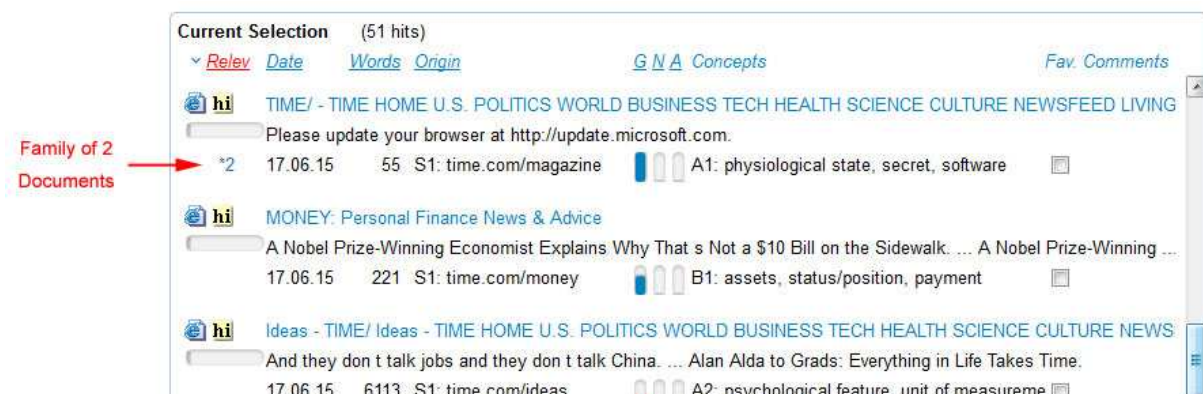 Current Selection (51 hits)
Relev Date Words Origin G N A Concepts Fav. Comments
hi TIME/ - TIME HOME U.S. POLITICS WORLD BUSINESS TECH HEALTH SCIENCE CULTURE NEWSFEED LIVING
Please update your browser at http://update.microsoft.com.
Family of 2
Documents
*2 17.06.15 55 S1: time.com/magazine A1: physiological state, secret, software
hi MONEY: Personal Finance News & Advice
A Nobel Prize-Winning Economist Explains Why That s Not a $10 Bill on the Sidewalk. ... A Nobel Prize-Winning ...
17.06.15 221 S1: time.com/money B1: assets, status/position, payment
hi Ideas - TIME/ Ideas - TIME HOME U.S. POLITICS WORLD BUSINESS TECH HEALTH SCIENCE CULTURE NEWS
And they don t talk jobs and they don t talk China. ... Alan Alda to Grads: Everything in Life Takes Time.
17.06.15 6113 S1: time.com/ideas A2: psychological feature, unit of measureme